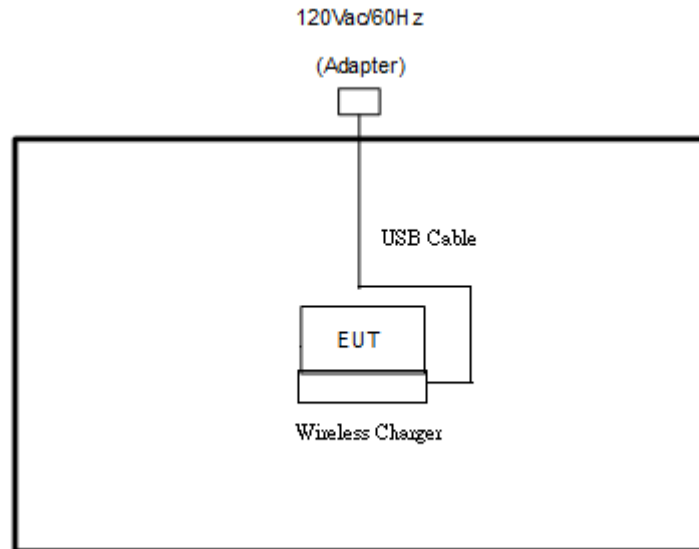 120Vac/60Hz
(Adapter)
USB Cable
EUT
Wireless Charger